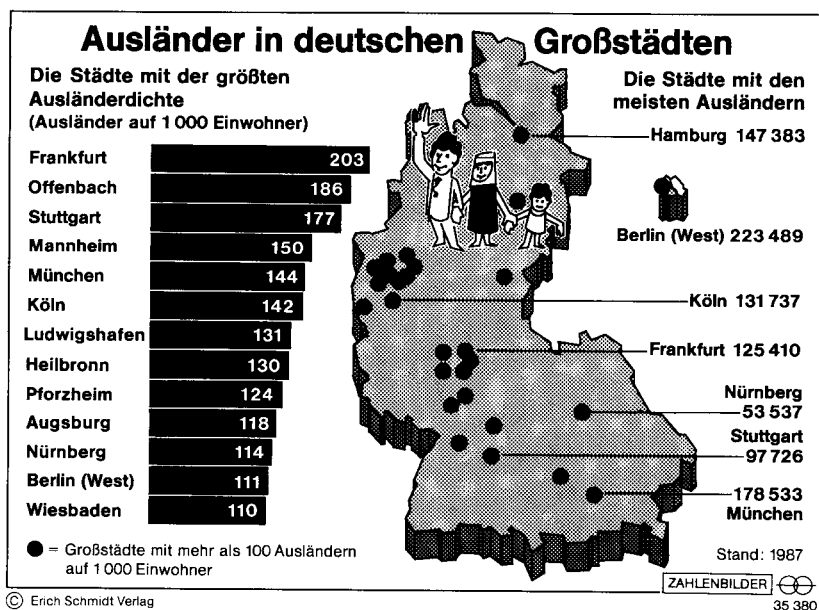 Ausländer in deutschen Großstädten
Die Städte mit der größten
Ausländerdichte
(Ausländer auf 1 000 Einwohner)
Frankfurt 203
Offenbach 186
Stuttgart 177
Mannheim 150
München 144
Köln 142
Ludwigshafen 131
Heilbronn 130
Pforzheim 124
Augsburg 118
Nürnberg 114
Berlin (West) 111
Wiesbaden 110
● = Großstädte mit mehr als 100 Ausländern
auf 1 000 Einwohner
Die Städte mit den
meisten Ausländern
Hamburg 147 383
Berlin (West) 223 489
Köln 131 737
Frankfurt 125 410
Nürnberg
53 537
Stuttgart
97 726
178 533
München
Stand: 1987
ZAHLENBILDER
© Erich Schmidt Verlag
35 380